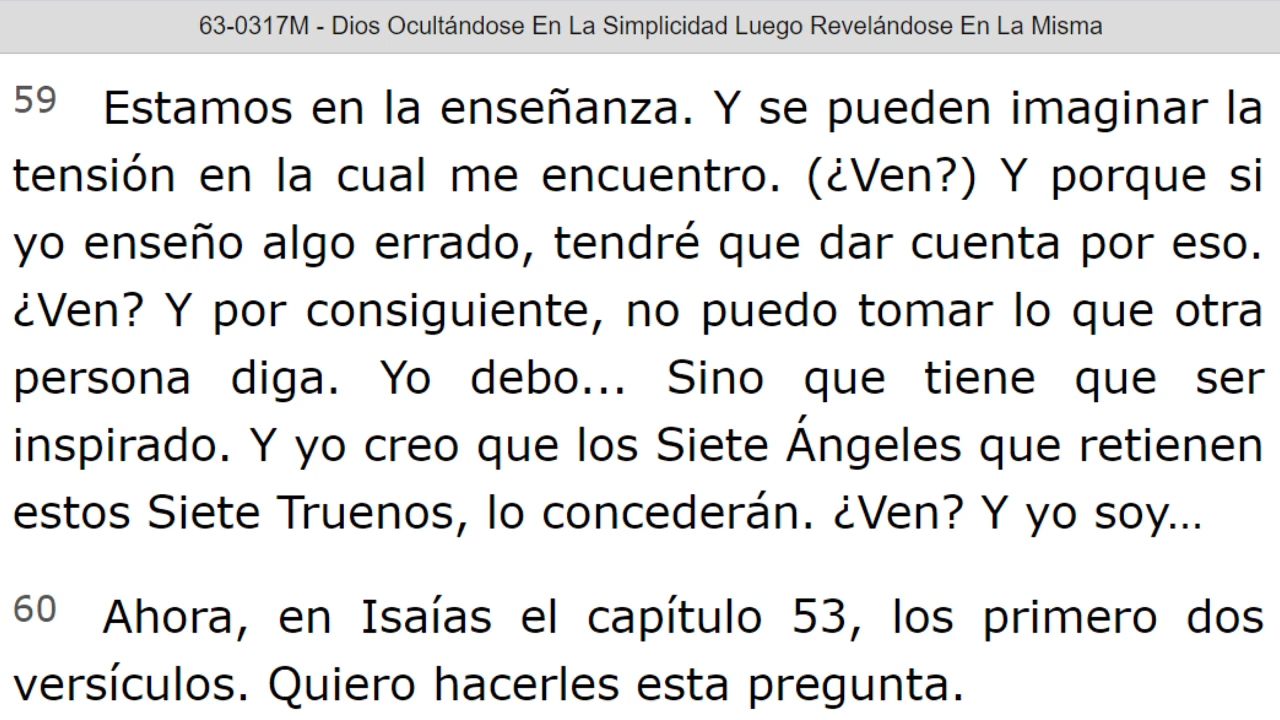 63-0317M - Dios Ocultándose En La Simplicidad Luego Revelándose En La Misma
59 Estamos en la enseñanza. Y se pueden imaginar la
tensión en la cual me encuentro. (¿Ven?) Y porque si
yo enseño algo errado, tendré que dar cuenta por eso.
¿Ven? Y por consiguiente, no puedo tomar lo que otra
persona diga. Yo debo... Sino que tiene que ser
inspirado. Y yo creo que los Siete Ángeles que retienen
estos Siete Truenos, lo concederán. ¿Ven? Y yo soy...
60 Ahora, en Isaías el capítulo 53, los primero dos
versículos. Quiero hacerles esta pregunta.